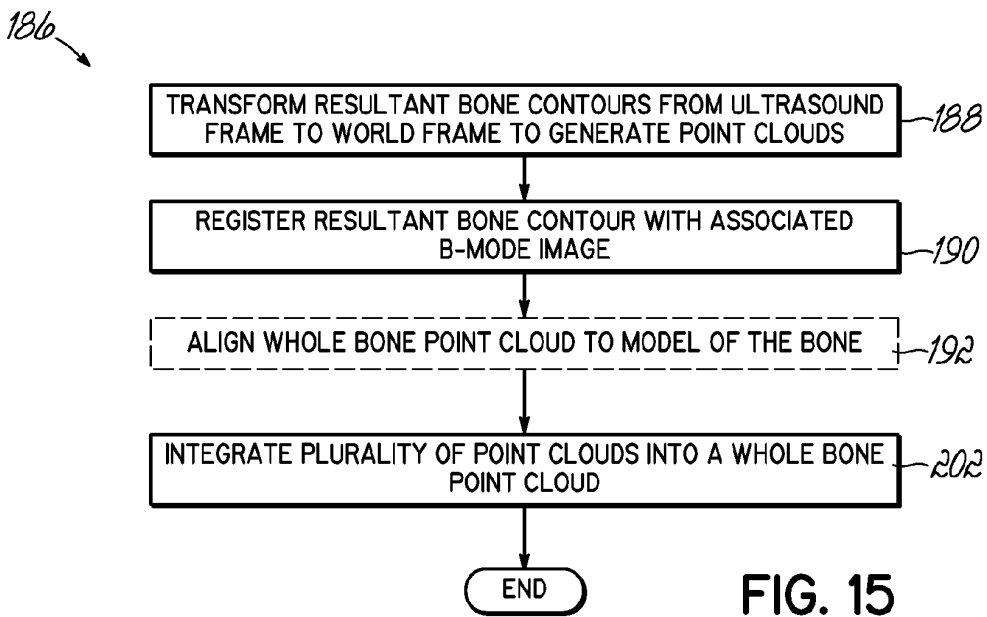 186
TRANSFORM RESULTANT BONE CONTOURS FROM ULTRASOUND
FRAME TO WORLD FRAME TO GENERATE POINT CLOUDS
188
REGISTER RESULTANT BONE CONTOUR WITH ASSOCIATED
B-MODE IMAGE
190
ALIGN WHOLE BONE POINT CLOUD TO MODEL OF THE BONE
192
INTEGRATE PLURALITY OF POINT CLOUDS INTO A WHOLE BONE
POINT CLOUD
202
END
FIG. 15